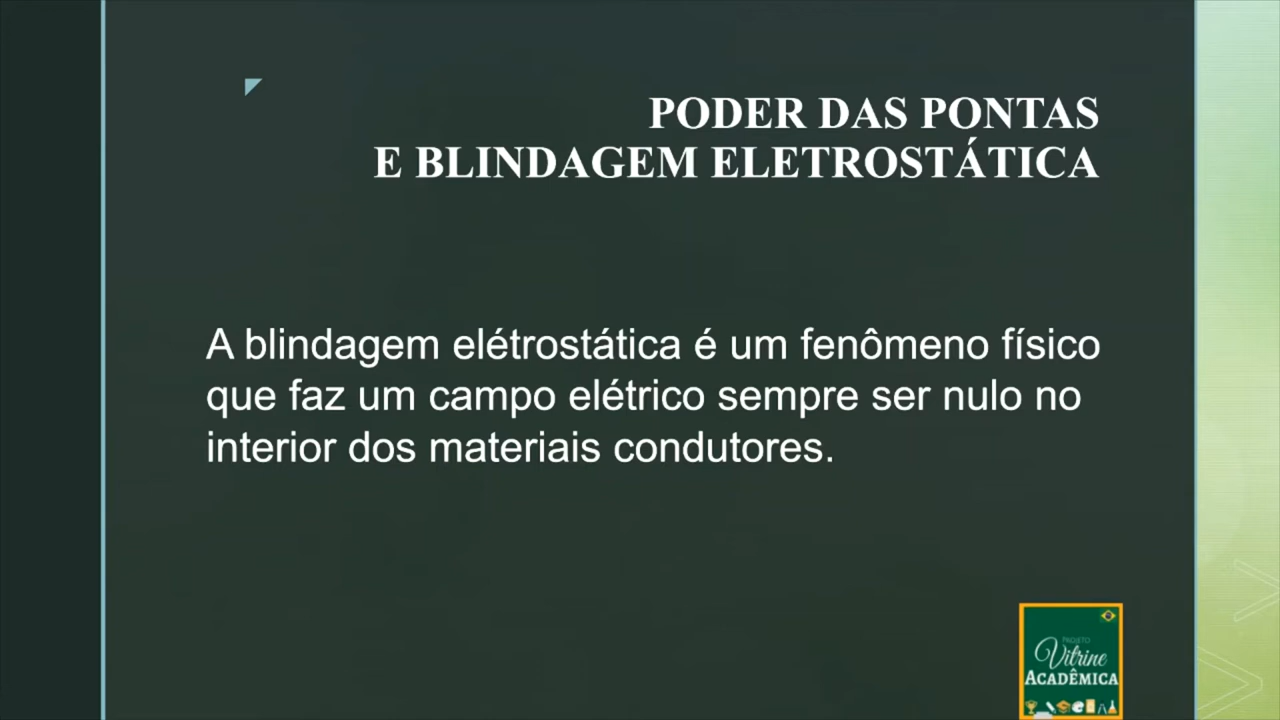 PODER DAS PONTAS
E BLINDAGEM ELETROSTÁTICA
A blindagem elétrostática é um fenômeno físico
que faz um campo elétrico sempre ser nulo no
interior dos materiais condutores.
PROJETO
Vitrine
ACADÊMICA